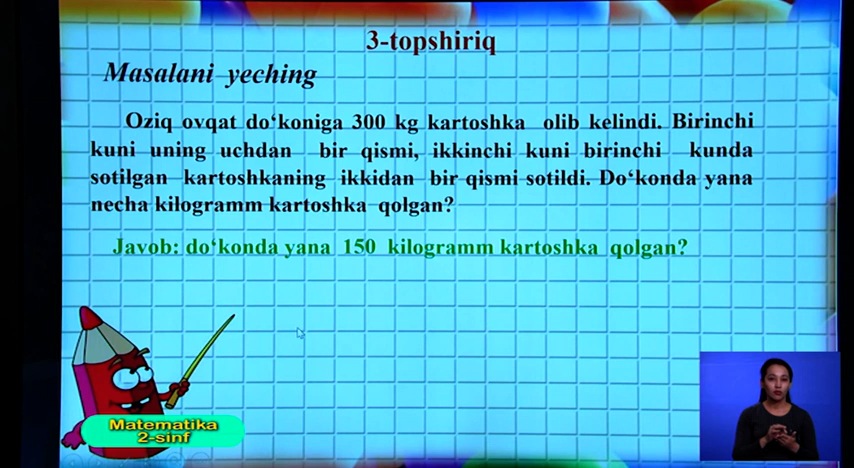 3-topshiriq
Masalani yeching
Oziq ovqat do‘koniga 300 kg kartoshka olib kelindi. Birinchi
kuni uning uchdan bir qismi, ikkinchi kuni birinchi kunda
sotilgan kartoshkaning ikkidan bir qismi sotildi. Do‘konda yana
necha kilogramm kartoshka qolgan?
Javob: do‘konda yana 150 kilogramm kartoshka qolgan?
Matematika
2-sinf